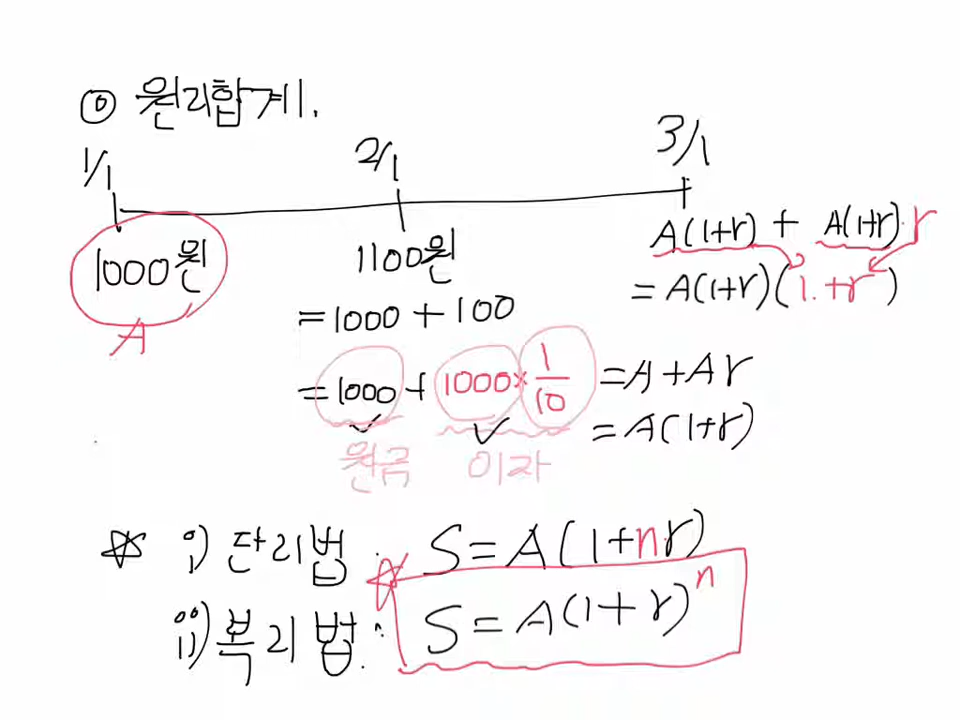 ⊙ 원리합계.
1/1 2/1 3/1
1000원 1100원 A(1+r) + A(1+r)·r
A = 1000 + 100 = A(1+r)(1.+r)
= 1000 + 1000 × 1/10 = A + Ar
= A(1+r)
원금 이자
☆ i) 단리법 : S = A(1+nr)
☆ ii) 복리법 : S = A(1+r)ⁿ